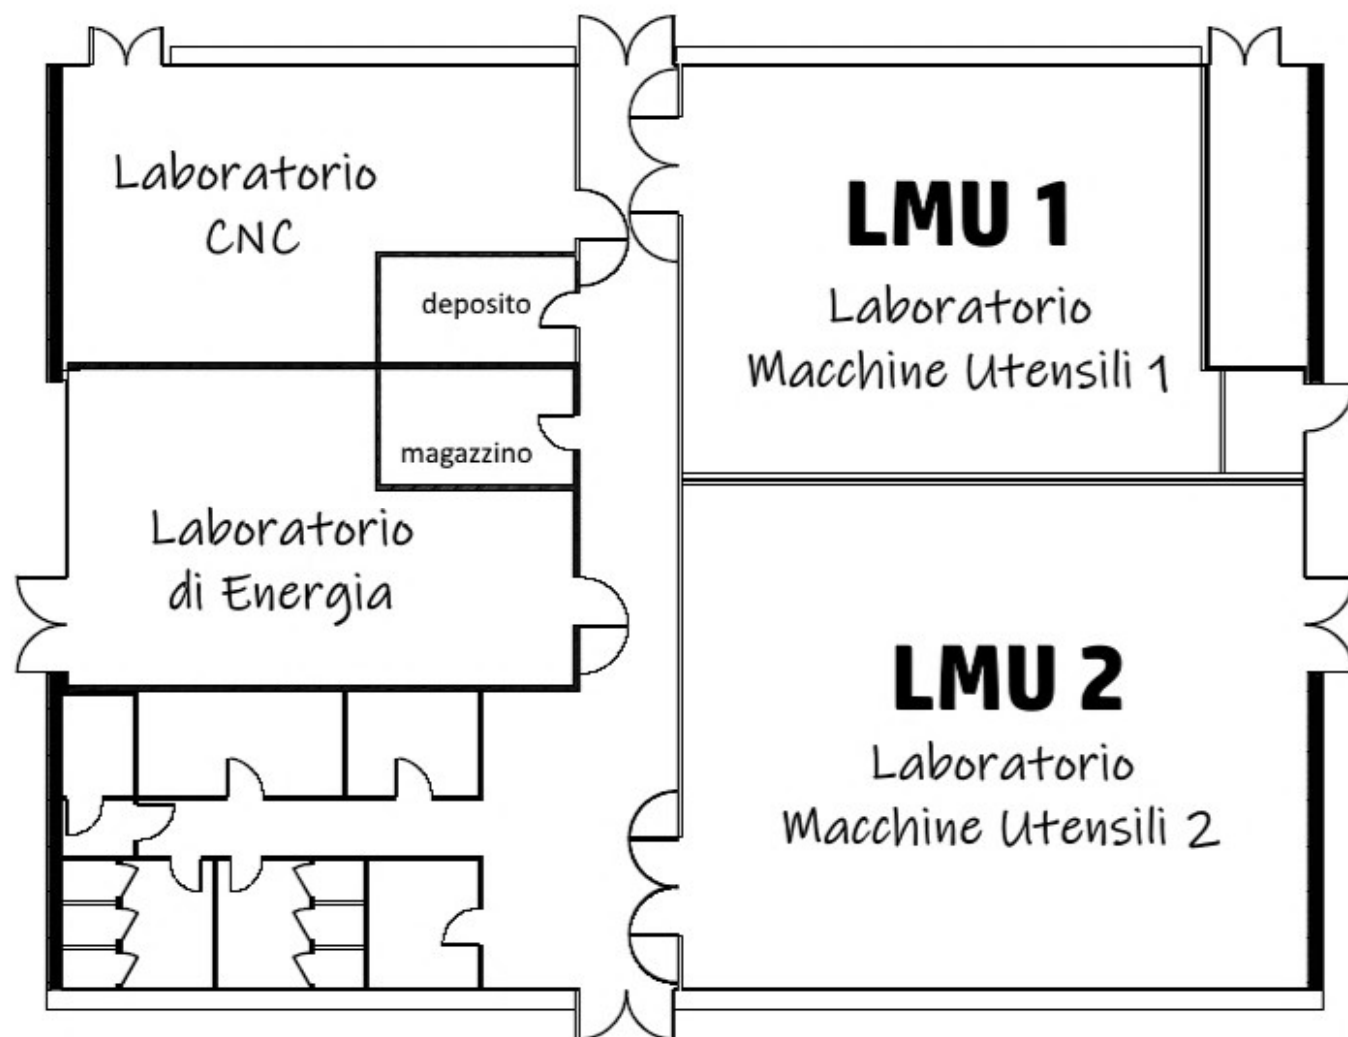 Laboratorio
CNC
deposito
magazzino
Laboratorio
di Energia
LMU 1
Laboratorio
Macchine Utensili 1
LMU 2
Laboratorio
Macchine Utensili 2